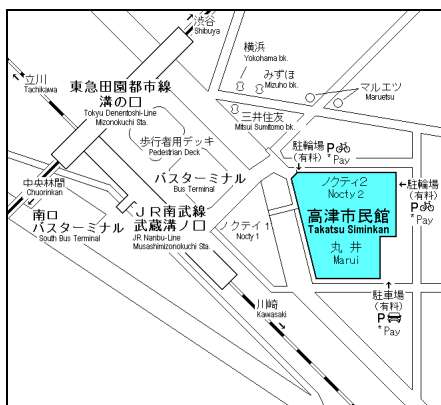 渋谷
Shibuya
立川
Tachikawa
横浜
Yokohama bk.
みずほ
Mizuho bk.
マルエツ
Maruetsu
東急田園都市線
溝の口
Tokyu Denentoshi-Line
Mizonokuchi Sta.
三井住友
Mitsui Sumitomo bk.
歩行者用デッキ
Pedestrian Deck
駐輪場
(有料)
P
*Pay
バスターミナル
Bus Terminal
中央林間
Chuorinkan
ノクティ2
Nocty 2
駐輪場
(有料)
P
*Pay
南口
バスターミナル
South Bus Terminal
JR南武線
武蔵溝ノ口
JR Nanbu-Line
Musashimizonokuchi Sta.
ノクティ1
Nocty 1
高津市民館
Takatsu Siminkan
丸井
Marui
川崎
Kawasaki
駐車場
(有料)
P
*Pay